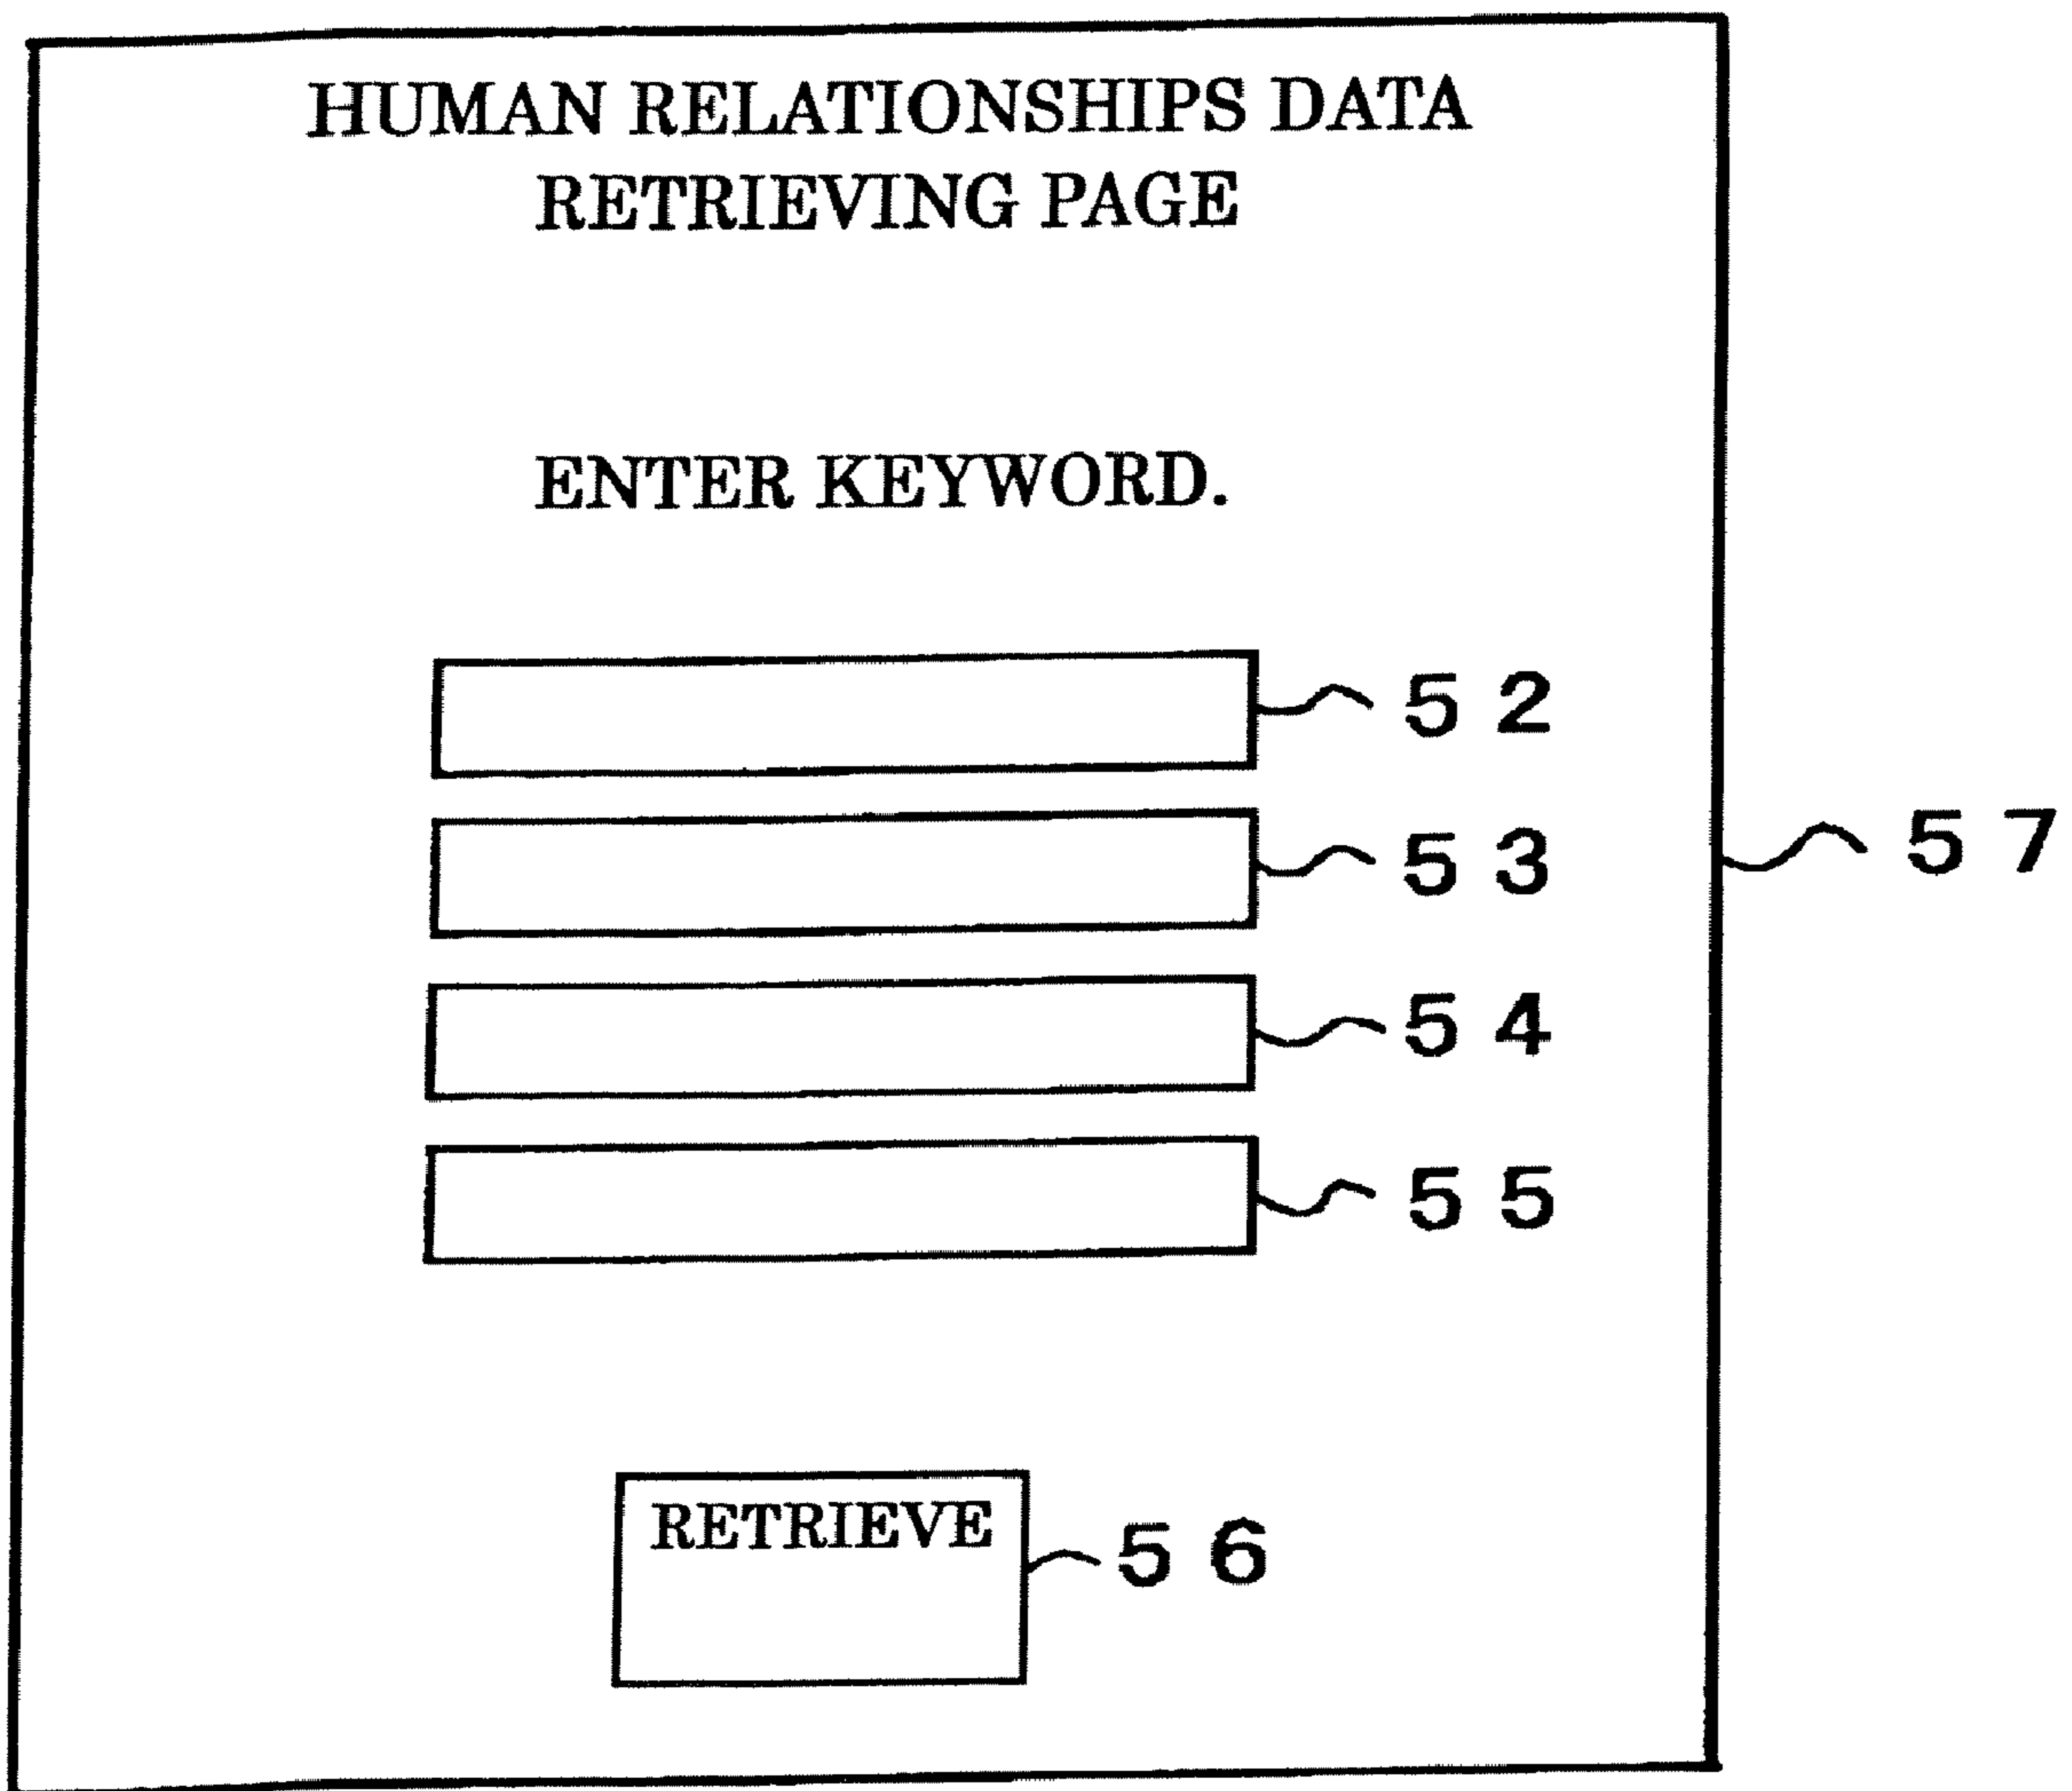 HUMAN RELATIONSHIPS DATA
RETRIEVING PAGE
ENTER KEYWORD.
52
53
57
54
55
RETRIEVE
56